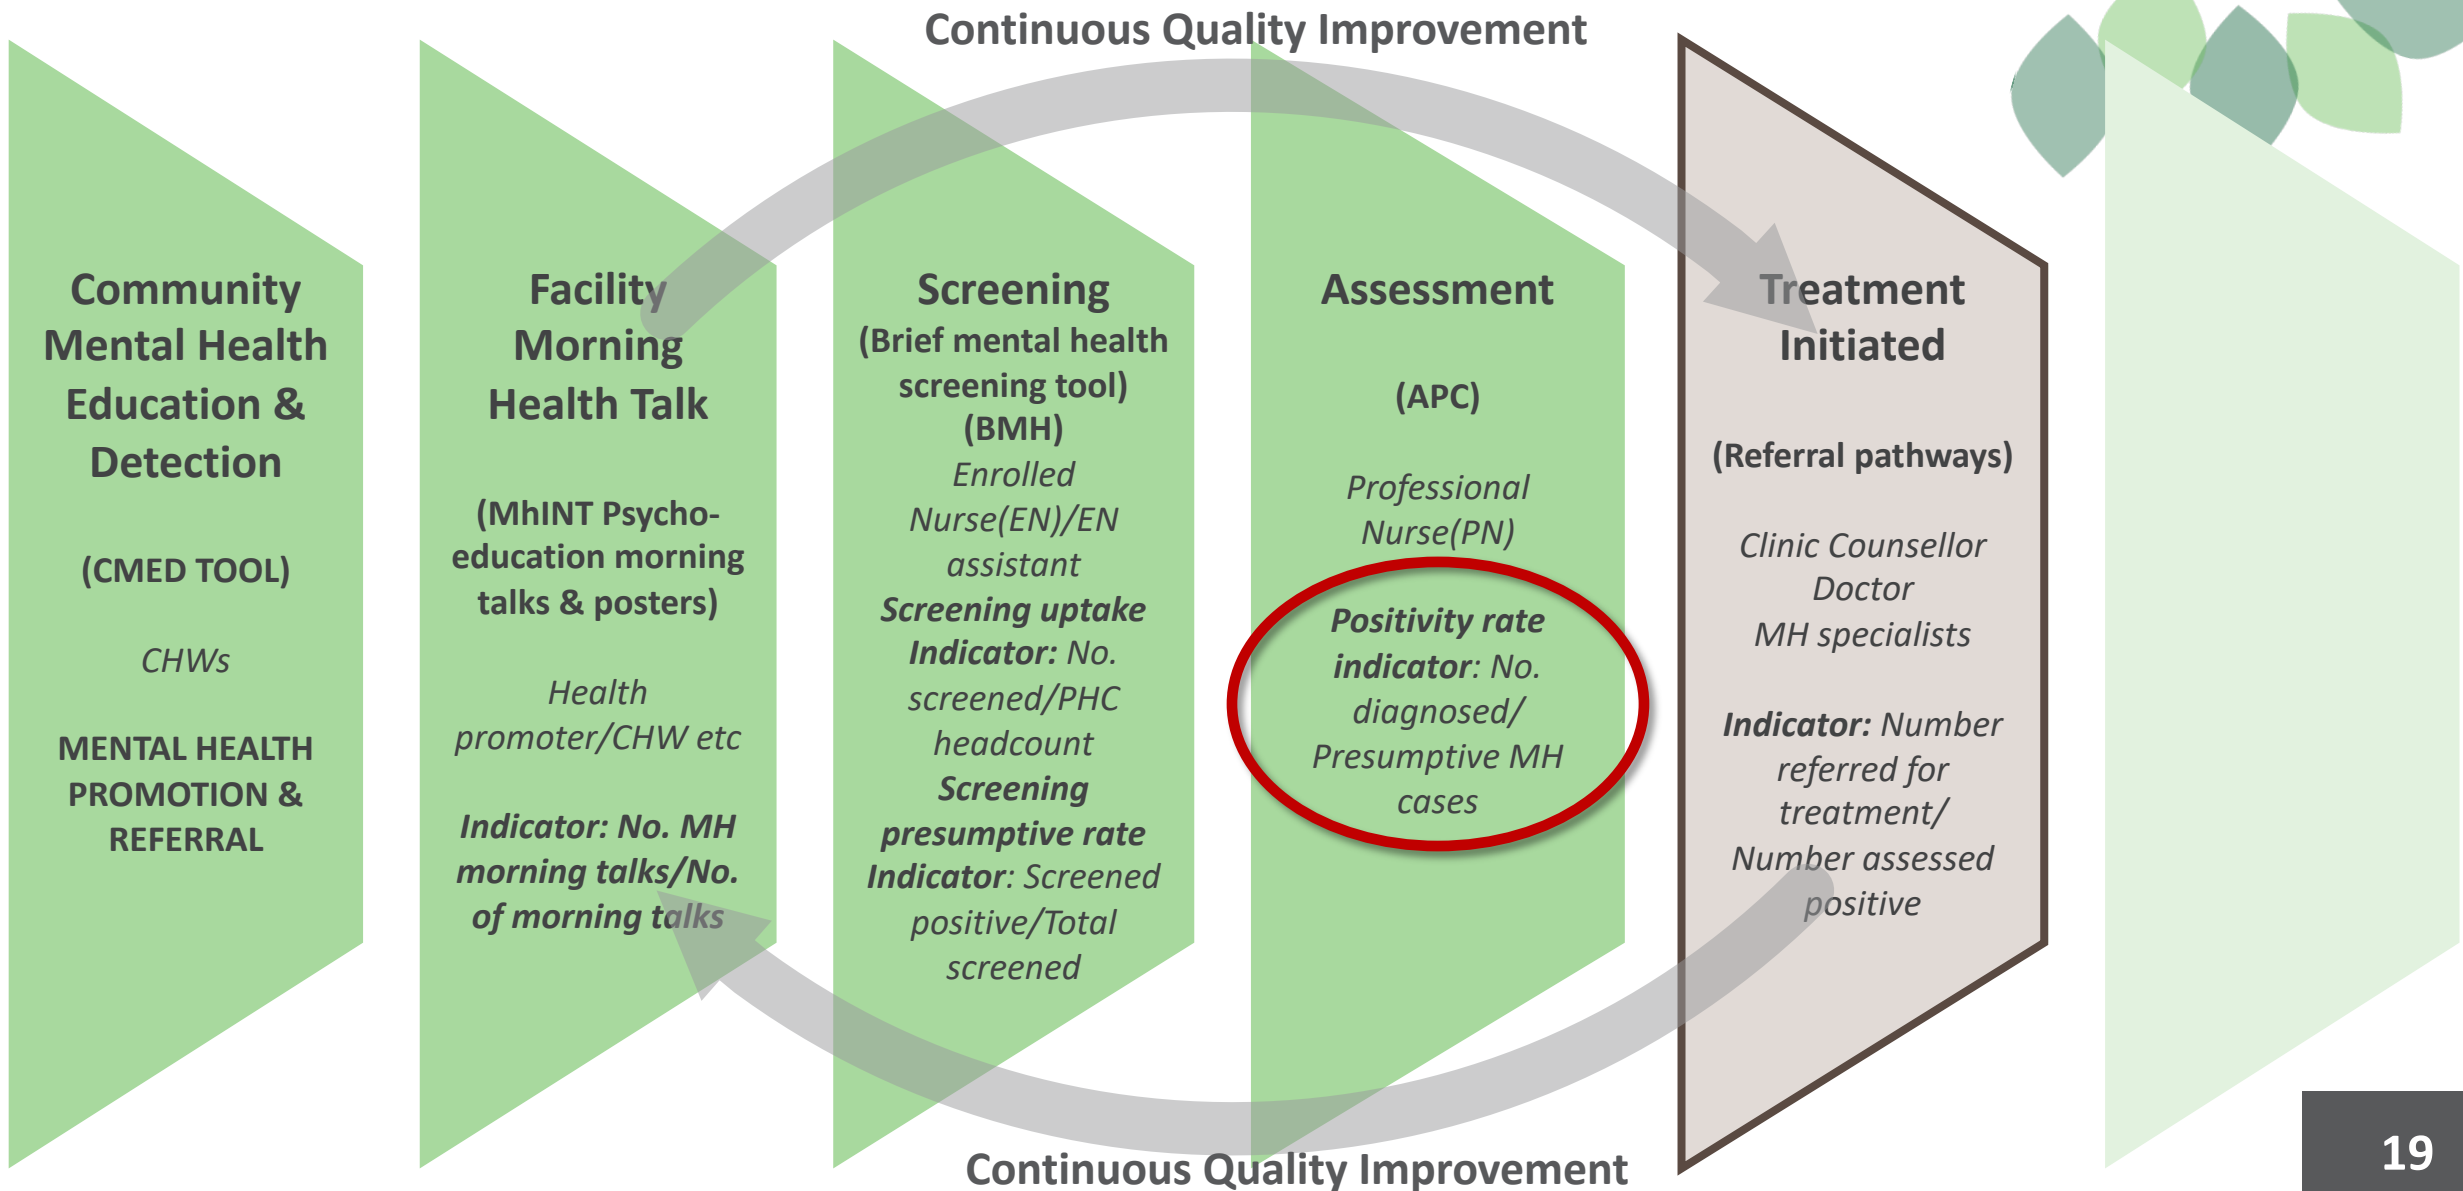 Continuous Quality Improvement
Community
Mental Health
Education &
Detection
(CMED TOOL)
CHWs
MENTAL HEALTH
PROMOTION &
REFERRAL
Facility
Morning
Health Talk
(MhINT Psycho-
education morning
talks & posters)
Health
promoter/CHW etc
Indicator: No. MH
morning talks/No.
of morning talks
Screening
(Brief mental health
screening tool)
(BMH)
Enrolled
Nurse(EN)/EN
assistant
Screening uptake
Indicator: No.
screened/PHC
headcount
Screening
presumptive rate
Indicator: Screened
positive/Total
screened
Assessment
(APC)
Professional
Nurse(PN)
Positivity rate
indicator: No.
diagnosed/
Presumptive MH
cases
Treatment
Initiated
(Referral pathways)
Clinic Counsellor
Doctor
MH specialists
Indicator: Number
referred for
treatment/
Number assessed
positive
Continuous Quality Improvement
19